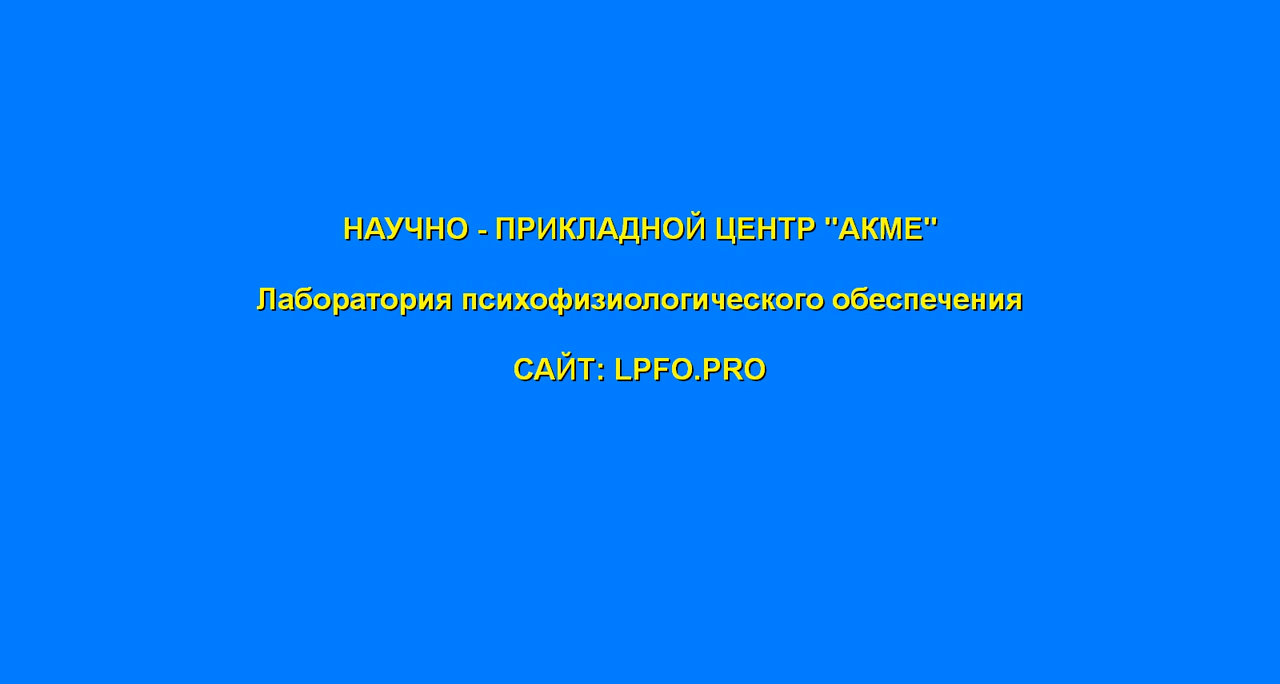 НАУЧНО - ПРИКЛАДНОЙ ЦЕНТР "АКМЕ"
Лаборатория психофизиологического обеспечения
САЙТ: LPFO.PRO